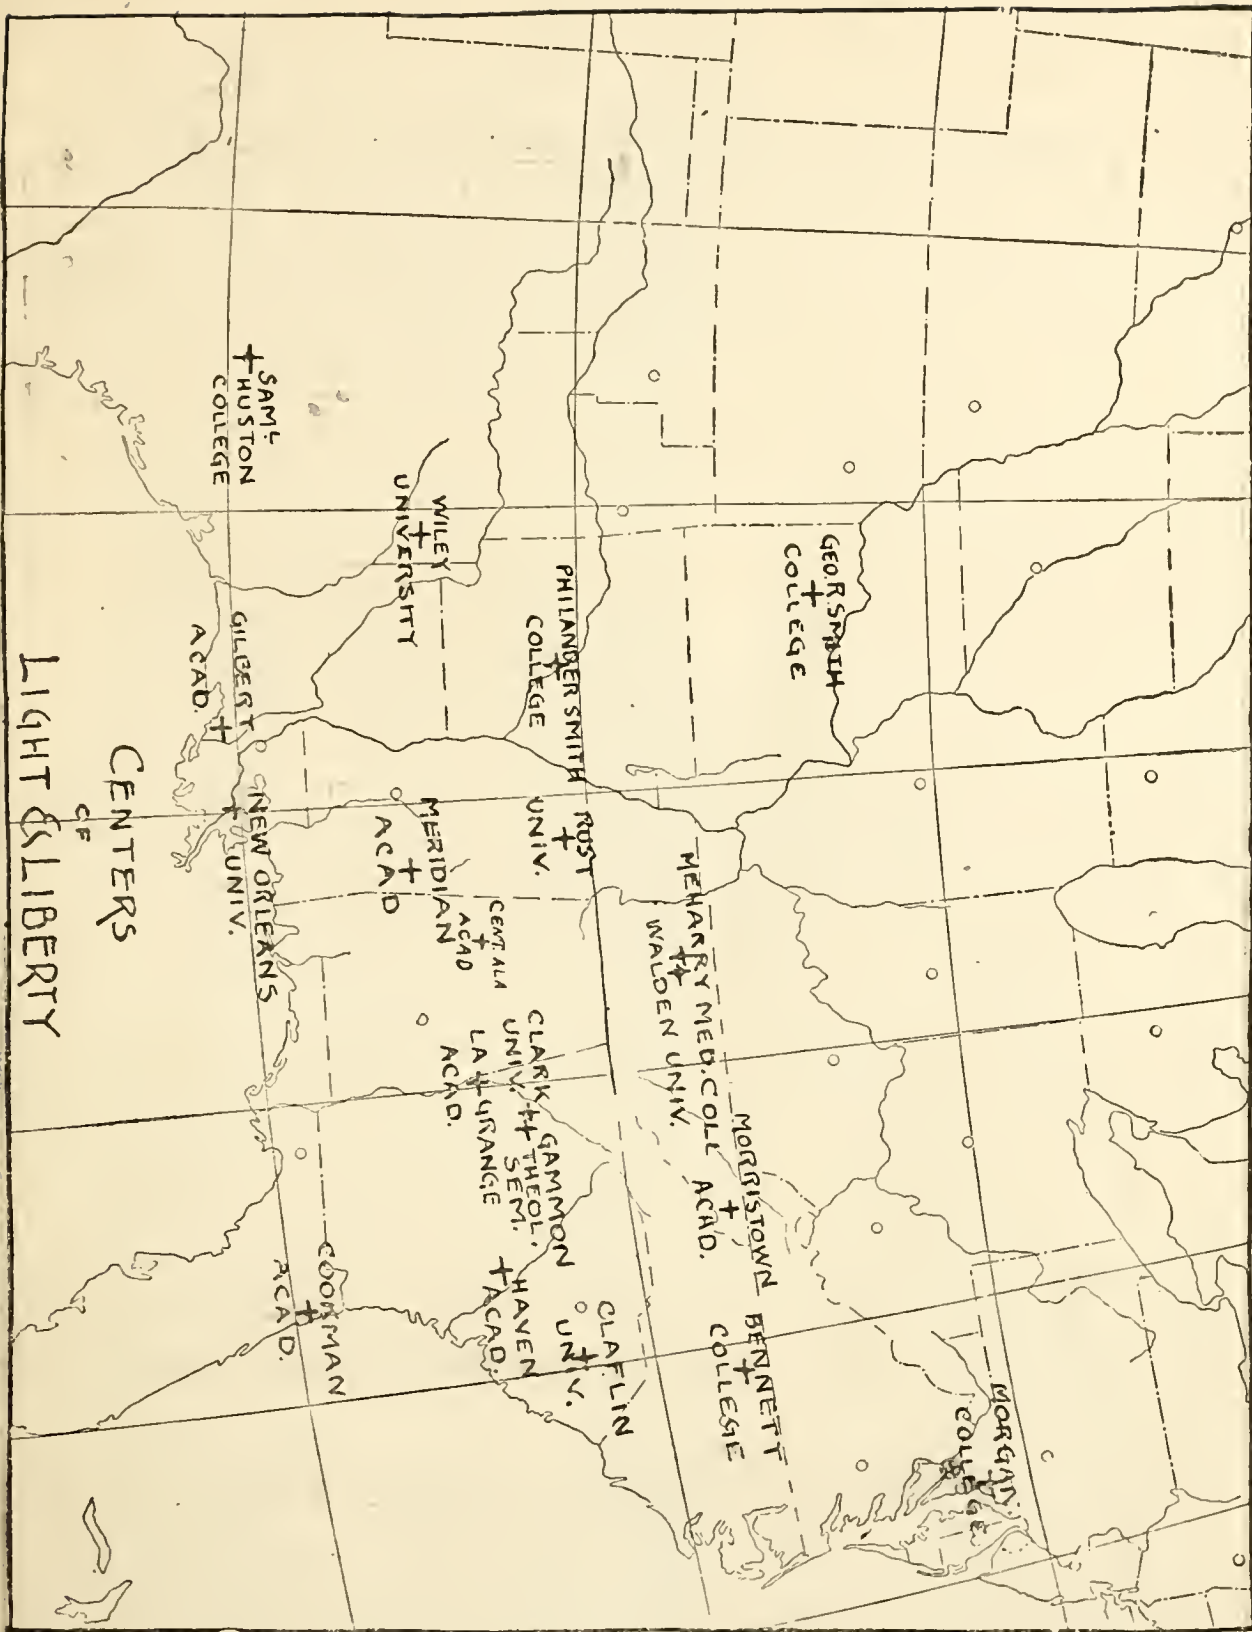 MORGAN
COLLEGE
GEO.R.SMITH
COLLEGE
MEHARRY MED.COLL
WALDEN UNIV.
MORRISTOWN
ACAD.
BENNETT
COLLEGE
PHILANDER SMITH
COLLEGE
RUST
UNIV.
CLAFLIN
UNIV.
CENT.ALA
ACAD
CLARK
UNIV.
GAMMON
THEOL.
SEM.
LA GRANGE
ACAD.
HAVEN
ACAD.
WILEY
UNIVERSITY
MERIDIAN
ACAD
SAML
HUSTON
COLLEGE
GILBERT
ACAD.
NEW ORLEANS
UNIV.
COOKMAN
ACAD.
CENTERS
OF
LIGHT & LIBERTY